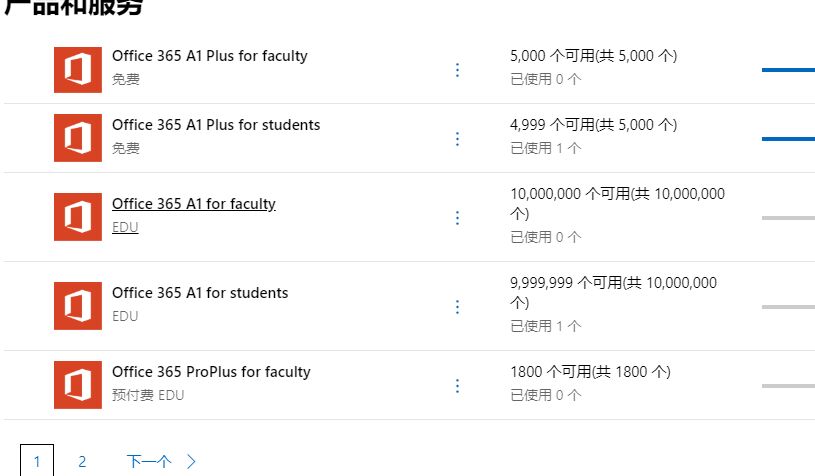 产品和服务
Office 365 A1 Plus for faculty
免费
5,000 个可用(共 5,000 个)
已使用 0 个
Office 365 A1 Plus for students
免费
4,999 个可用(共 5,000 个)
已使用 1 个
Office 365 A1 for faculty
EDU
10,000,000 个可用(共 10,000,000
个)
已使用 0 个
Office 365 A1 for students
EDU
9,999,999 个可用(共 10,000,000
个)
已使用 1 个
Office 365 ProPlus for faculty
预付费 EDU
1800 个可用(共 1800 个)
已使用 0 个
1 2 下一个